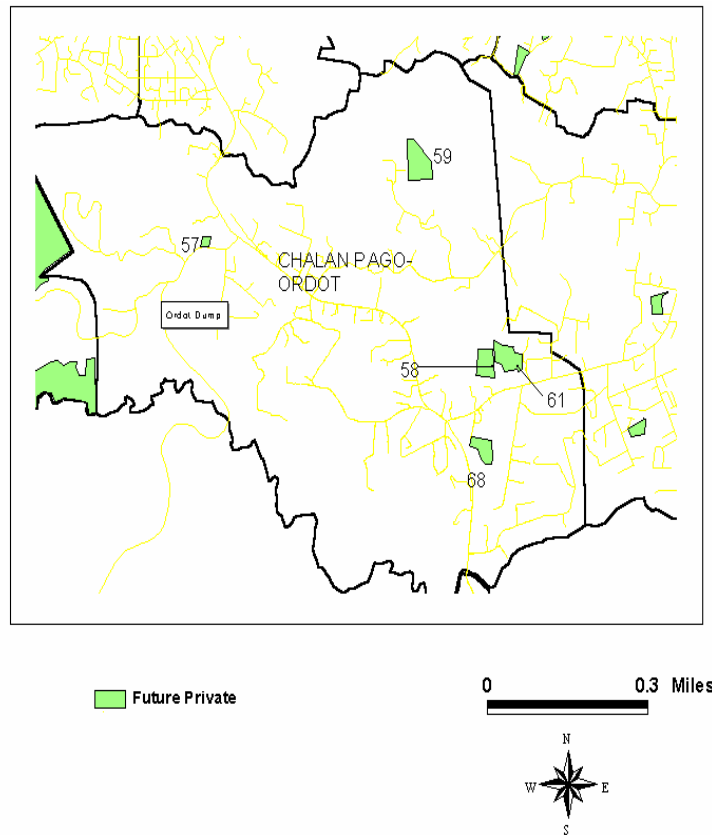 59
57
CHALAN PAGO-
ORDOT
Ordot Dump
58
61
68
Future Private
0 0.3 Miles
N
W E
S